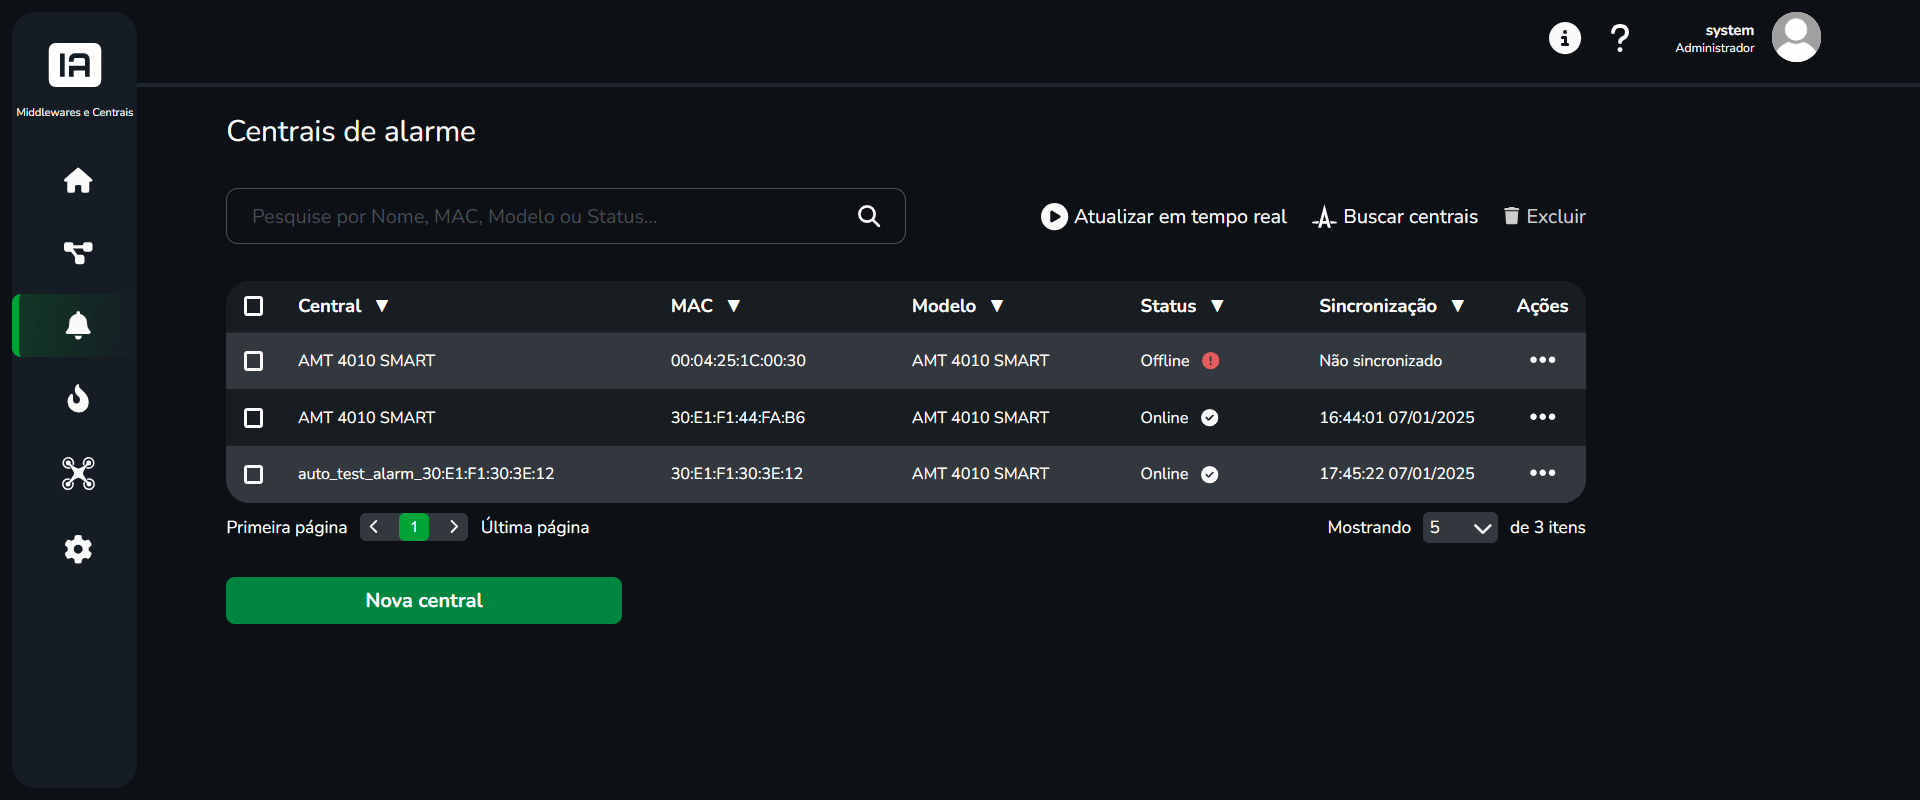 IA
system
Administrador
Middlewares e Centrais
Centrais de alarme
Pesquise por Nome, MAC, Modelo ou Status...
Atualizar em tempo real Buscar centrais Excluir
Central MAC Modelo Status Sincronização Ações
AMT 4010 SMART 00:04:25:1C:00:30 AMT 4010 SMART Offline Não sincronizado
AMT 4010 SMART 30:E1:F1:44:FA:B6 AMT 4010 SMART Online 16:44:01 07/01/2025
auto_test_alarm_30:E1:F1:30:3E:12 30:E1:F1:30:3E:12 AMT 4010 SMART Online 17:45:22 07/01/2025
Primeira página 1 Última página Mostrando 5 de 3 itens
Nova central